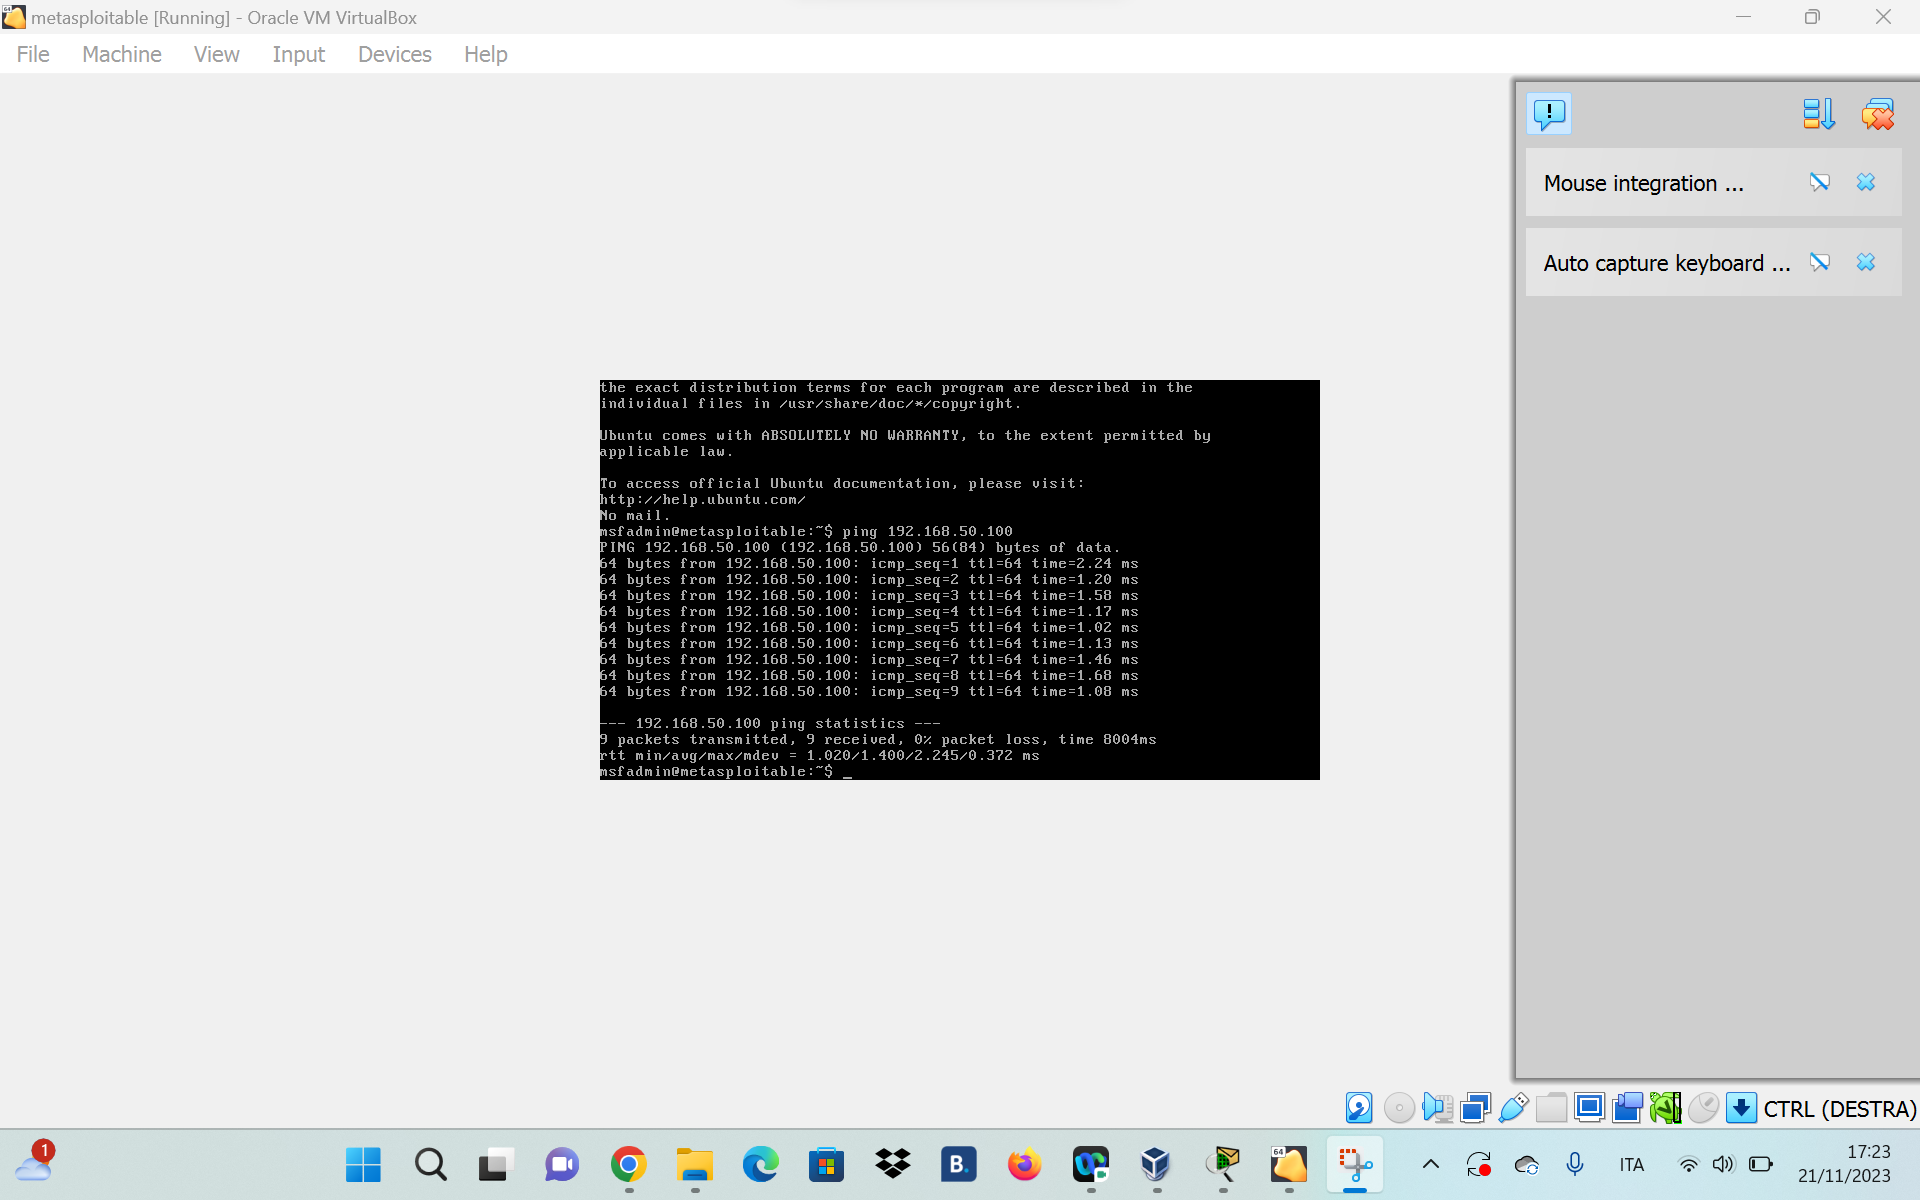 metasploitable [Running] - Oracle VM VirtualBox
File Machine View Input Devices Help
Mouse integration ...
Auto capture keyboard ...
the exact distribution terms for each program are described in the
individual files in /usr/share/doc/*/copyright.
Ubuntu comes with ABSOLUTELY NO WARRANTY, to the extent permitted by
applicable law.
To access official Ubuntu documentation, please visit:
http://help.ubuntu.com/
No mail.
msfadmin@metasploitable:~$ ping 192.168.50.100
PING 192.168.50.100 (192.168.50.100) 56(84) bytes of data.
64 bytes from 192.168.50.100: icmp_seq=1 ttl=64 time=2.24 ms
64 bytes from 192.168.50.100: icmp_seq=2 ttl=64 time=1.20 ms
64 bytes from 192.168.50.100: icmp_seq=3 ttl=64 time=1.58 ms
64 bytes from 192.168.50.100: icmp_seq=4 ttl=64 time=1.17 ms
64 bytes from 192.168.50.100: icmp_seq=5 ttl=64 time=1.02 ms
64 bytes from 192.168.50.100: icmp_seq=6 ttl=64 time=1.13 ms
64 bytes from 192.168.50.100: icmp_seq=7 ttl=64 time=1.46 ms
64 bytes from 192.168.50.100: icmp_seq=8 ttl=64 time=1.68 ms
64 bytes from 192.168.50.100: icmp_seq=9 ttl=64 time=1.08 ms
--- 192.168.50.100 ping statistics ---
9 packets transmitted, 9 received, 0% packet loss, time 8004ms
rtt min/avg/max/mdev = 1.020/1.400/2.245/0.372 ms
msfadmin@metasploitable:~$ _
CTRL (DESTRA)
1
B.
64
ITA
17:23
21/11/2023